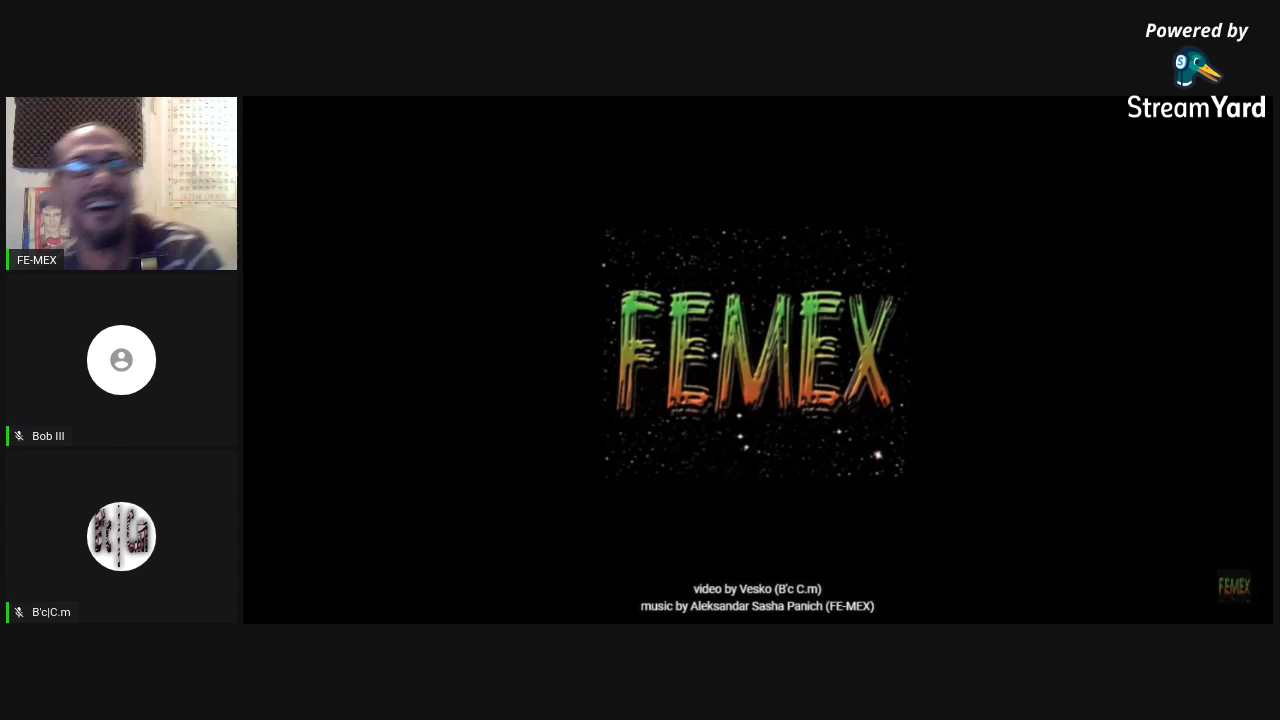 Powered by
StreamYard
FE-MEX
Bob III
B'c|C.m
FEMEX
video by Vesko (B'c C.m)
music by Aleksandar Sasha Panich (FE-MEX)
FEMEX